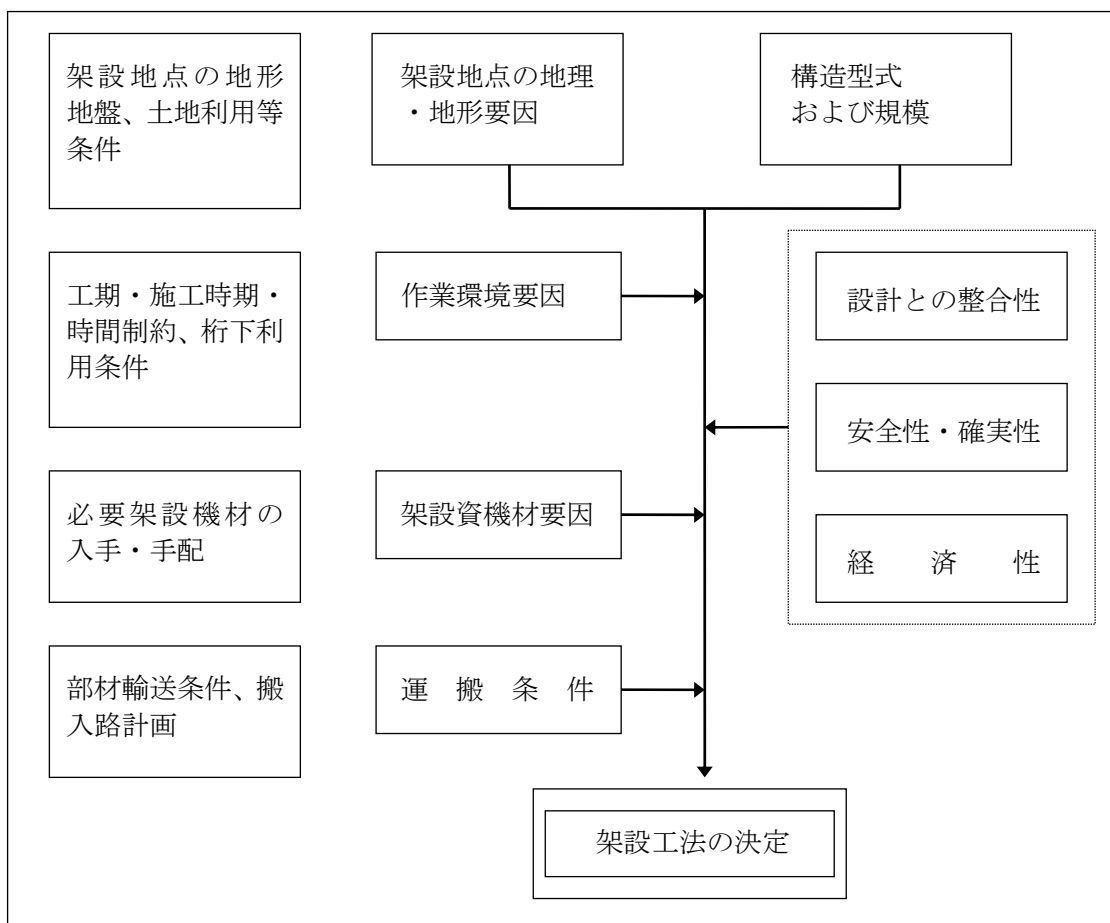 架設地点の地形
地盤、土地利用等
条件
架設地点の地理
・地形要因
構造型式
および規模
工期・施工時期・
時間制約、桁下利
用条件
作業環境要因
設計との整合性
安全性・確実性
必要架設機材の
入手・手配
架設資機材要因
経済性
部材輸送条件、搬
入路計画
運搬条件
架設工法の決定